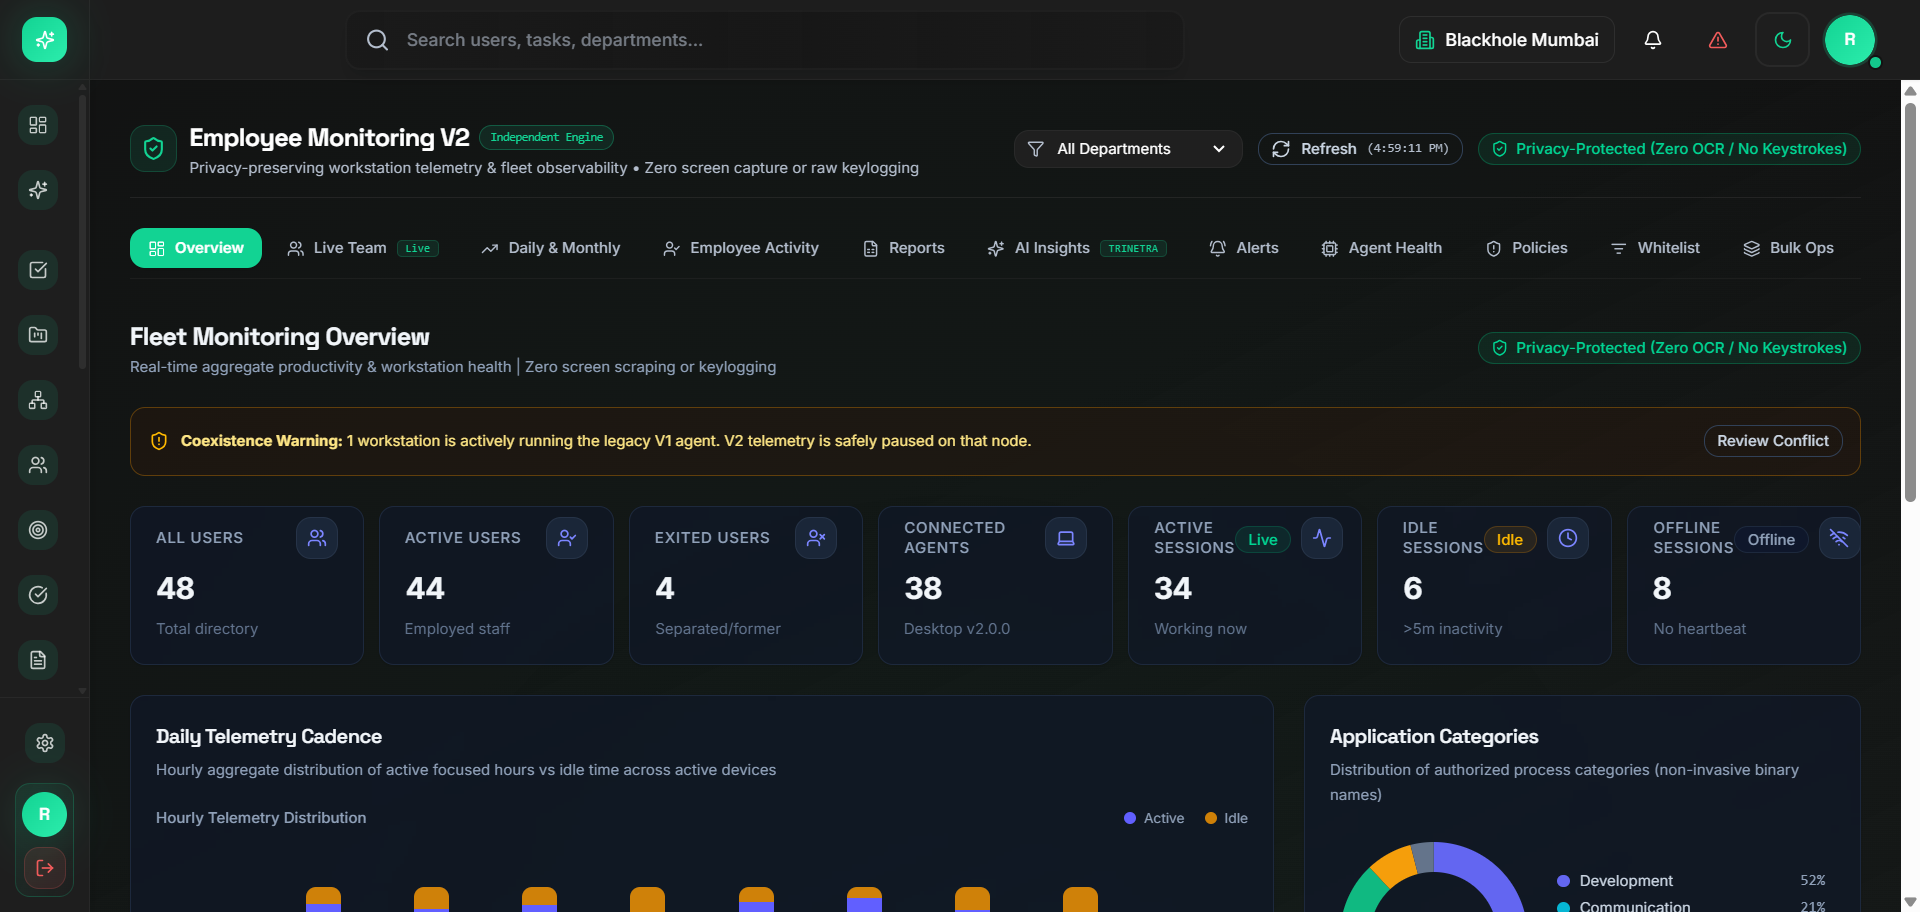 Search users, tasks, departments...
Blackhole Mumbai
R
Employee Monitoring V2
Independent Engine
Privacy-preserving workstation telemetry & fleet observability • Zero screen capture or raw keylogging
All Departments
Refresh (4:59:11 PM)
Privacy-Protected (Zero OCR / No Keystrokes)
Overview
Live Team Live
Daily & Monthly
Employee Activity
Reports
AI Insights TRINETRA
Alerts
Agent Health
Policies
Whitelist
Bulk Ops
Fleet Monitoring Overview
Real-time aggregate productivity & workstation health | Zero screen scraping or keylogging
Privacy-Protected (Zero OCR / No Keystrokes)
Coexistence Warning: 1 workstation is actively running the legacy V1 agent. V2 telemetry is safely paused on that node.
Review Conflict
ALL USERS
48
Total directory
ACTIVE USERS
44
Employed staff
EXITED USERS
4
Separated/former
CONNECTED
AGENTS
38
Desktop v2.0.0
ACTIVE
SESSIONS
Live
34
Working now
IDLE
SESSIONS
Idle
6
>5m inactivity
OFFLINE
SESSIONS
Offline
8
No heartbeat
Daily Telemetry Cadence
Hourly aggregate distribution of active focused hours vs idle time across active devices
Hourly Telemetry Distribution
Active
Idle
Application Categories
Distribution of authorized process categories (non-invasive binary
names)
Development 52%
Communication 21%
R